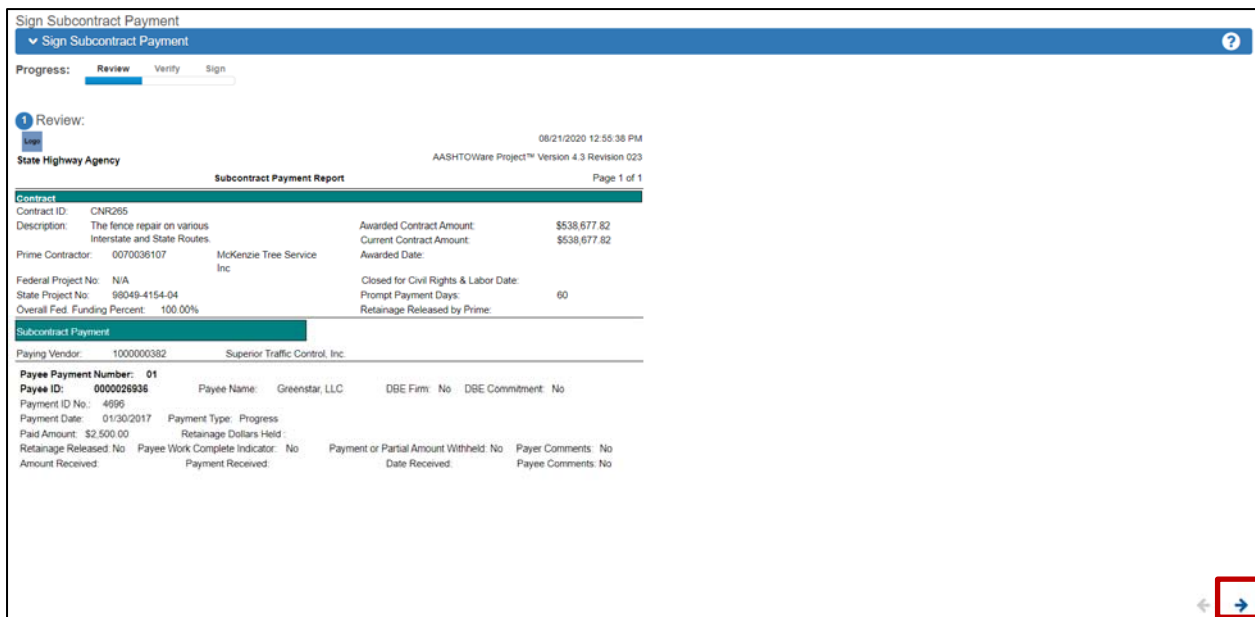 Sign Subcontract Payment
Sign Subcontract Payment ?
Progress: Review Verify Sign
1 Review:
Logo
08/21/2020 12:55:38 PM
State Highway Agency AASHTOWare Project™ Version 4.3 Revision 023
Subcontract Payment Report Page 1 of 1
Contract
Contract ID: CNR265
Description: The fence repair on various Awarded Contract Amount: $538,677.82
Interstate and State Routes. Current Contract Amount: $538,677.82
Prime Contractor: 0070036107 McKenzie Tree Service Awarded Date:
Inc
Federal Project No: N/A Closed for Civil Rights & Labor Date:
State Project No: 98049-4154-04 Prompt Payment Days: 60
Overall Fed. Funding Percent: 100.00% Retainage Released by Prime:
Subcontract Payment
Paying Vendor: 1000000382 Superior Traffic Control, Inc.
Payee Payment Number: 01
Payee ID: 0000026936 Payee Name: Greenstar, LLC DBE Firm: No DBE Commitment: No
Payment ID No.: 4696
Payment Date: 01/30/2017 Payment Type: Progress
Paid Amount: $2,500.00 Retainage Dollars Held :
Retainage Released: No Payee Work Complete Indicator: No Payment or Partial Amount Withheld: No Payer Comments: No
Amount Received: Payment Received: Date Received: Payee Comments: No